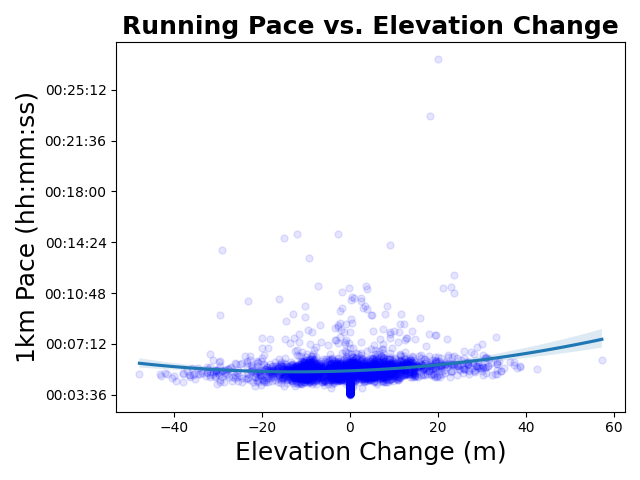 Running Pace vs. Elevation Change
00:25:12
00:21:36
00:18:00
00:14:24
00:10:48
00:07:12
00:03:36
1km Pace (hh:mm:ss)
−40 −20 0 20 40 60
Elevation Change (m)